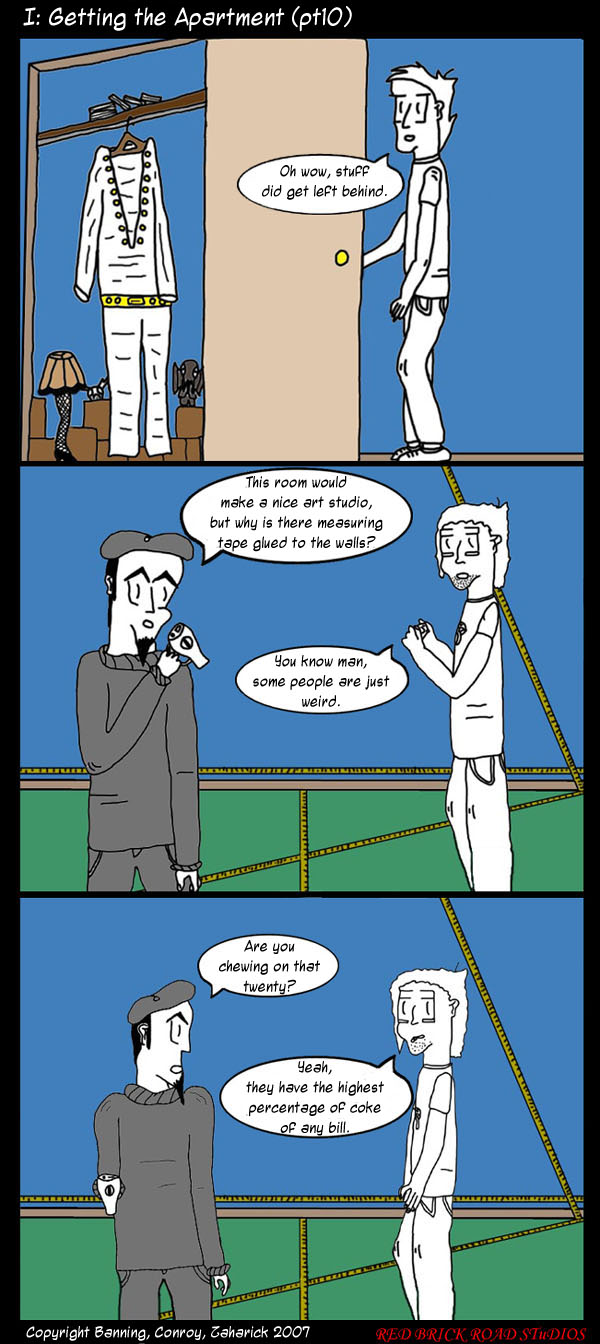 I: Getting the Apartment (pt10)
Oh wow, stuff
did get left behind.
This room would
make a nice art studio,
but why is there measuring
tape glued to the walls?
You know man,
some people are just
weird.
Are you
chewing on that
twenty?
Yeah,
they have the highest
percentage of coke
of any bill.
Copyright Banning, Conroy, Zaharick 2007
RED BRICK ROAD STUDIOS